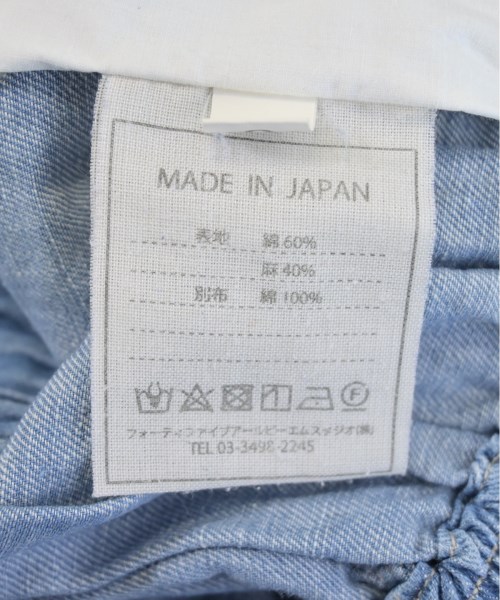 MADE IN JAPAN
表地 綿 60%
麻 40%
別布 綿 100%
F
フォーティファイブアールピーエムスタジオ(株)
TEL 03-3498-2245